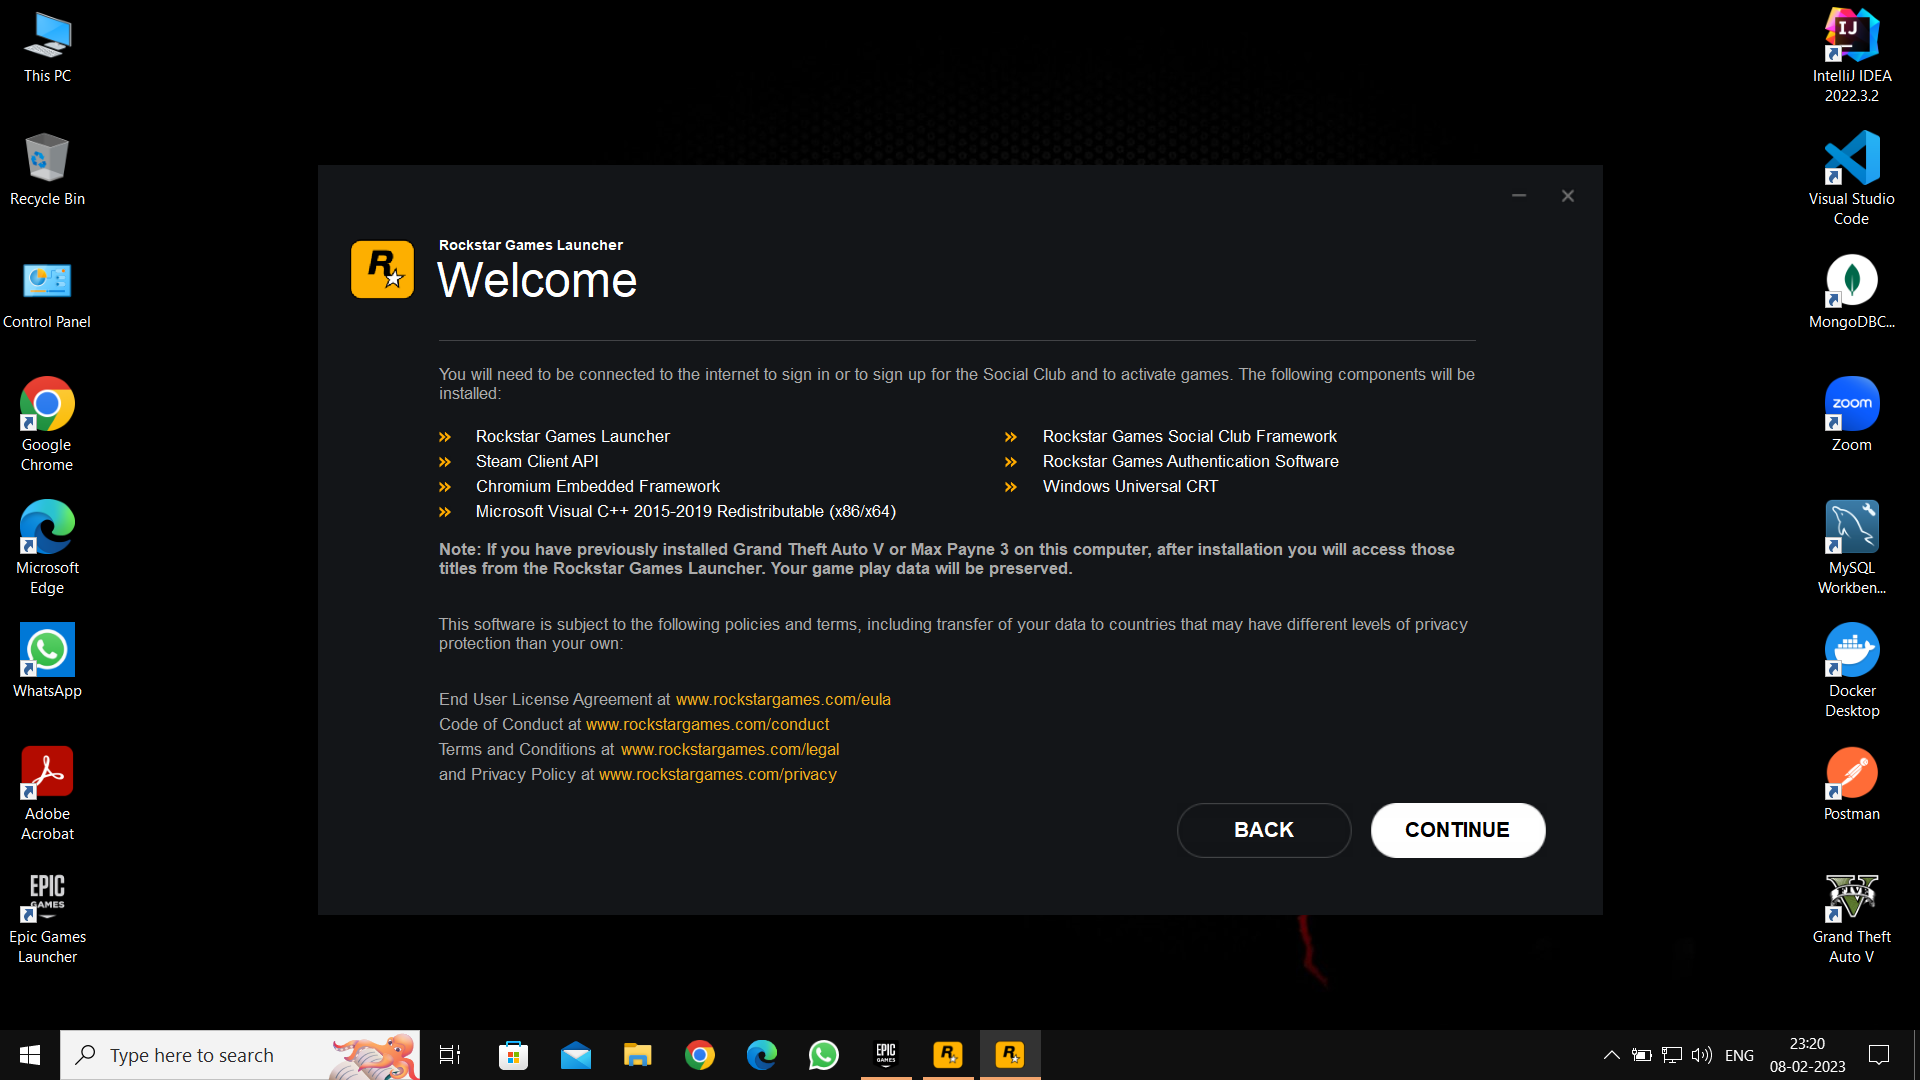 This PC
Recycle Bin
Control Panel
Google
Chrome
Microsoft
Edge
WhatsApp
Adobe
Acrobat
EPIC
GAMES
Epic Games
Launcher
Rockstar Games Launcher
Welcome
You will need to be connected to the internet to sign in or to sign up for the Social Club and to activate games. The following components will be
installed:
» Rockstar Games Launcher
» Steam Client API
» Chromium Embedded Framework
» Microsoft Visual C++ 2015-2019 Redistributable (x86/x64)
» Rockstar Games Social Club Framework
» Rockstar Games Authentication Software
» Windows Universal CRT
Note: If you have previously installed Grand Theft Auto V or Max Payne 3 on this computer, after installation you will access those
titles from the Rockstar Games Launcher. Your game play data will be preserved.
This software is subject to the following policies and terms, including transfer of your data to countries that may have different levels of privacy
protection than your own:
End User License Agreement at www.rockstargames.com/eula
Code of Conduct at www.rockstargames.com/conduct
Terms and Conditions at www.rockstargames.com/legal
and Privacy Policy at www.rockstargames.com/privacy
BACK
CONTINUE
IJ
IntelliJ IDEA
2022.3.2
Visual Studio
Code
MongoDBC...
zoom
Zoom
MySQL
Workben...
Docker
Desktop
Postman
FIVE
Grand Theft
Auto V
Type here to search
EPIC
GAMES
R
R
ENG
23:20
08-02-2023